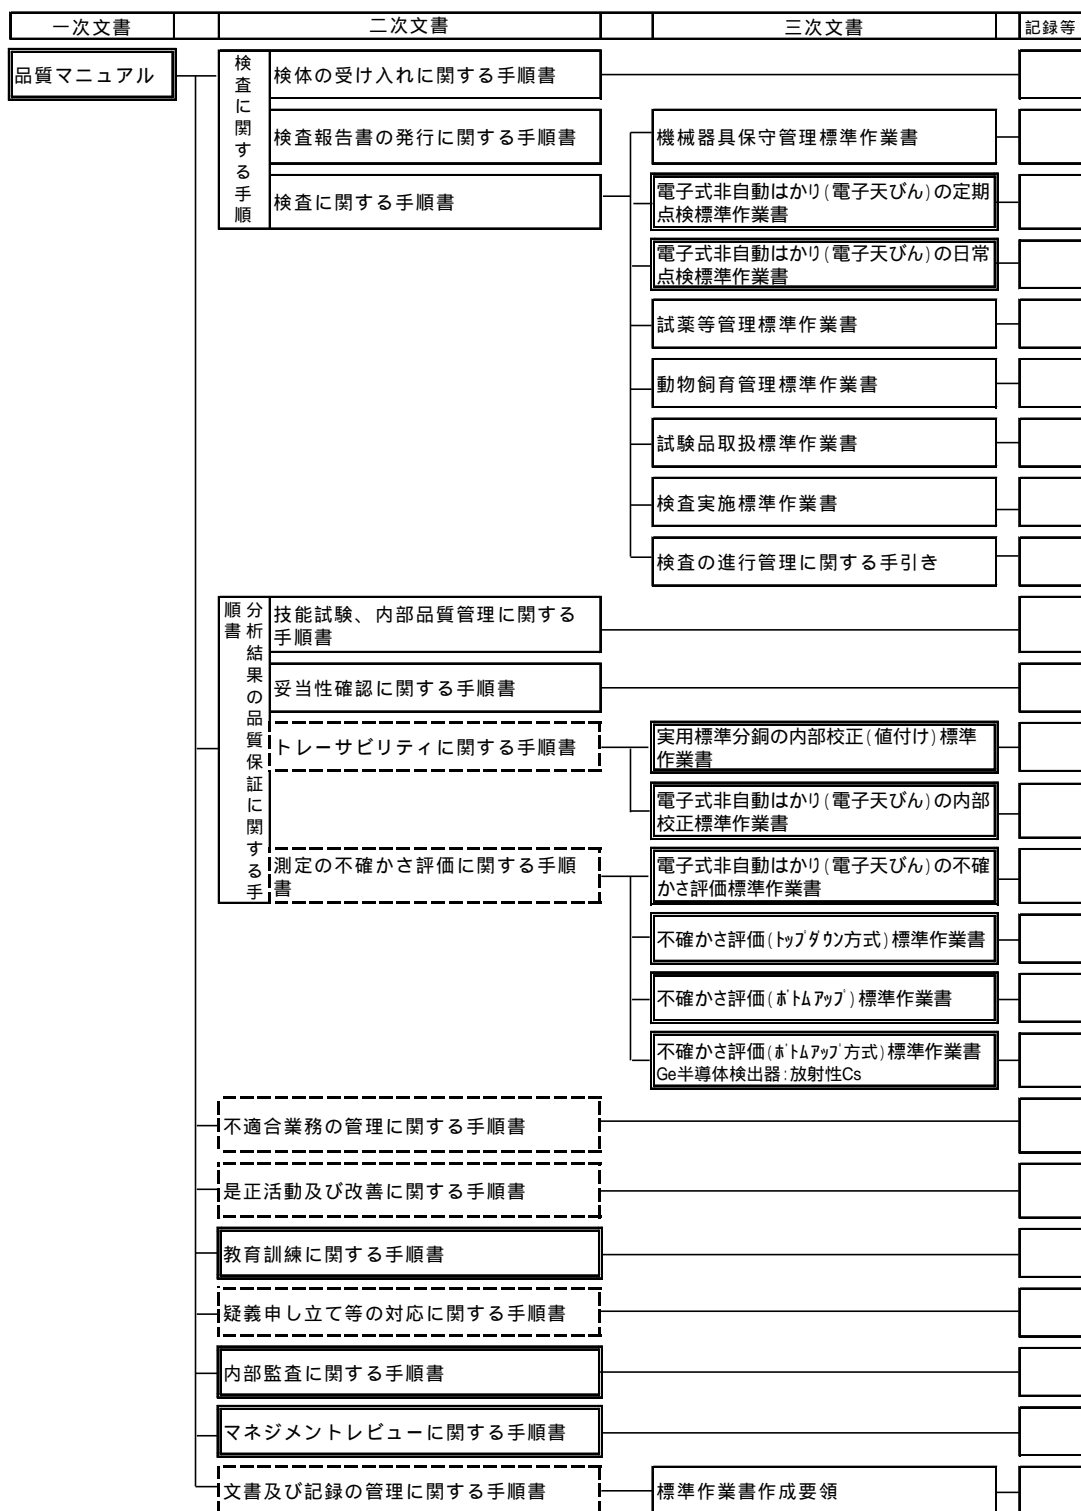 一次文書
二次文書
三次文書
記録等
品質マニュアル
検査に関する手順
検体の受け入れに関する手順書
検査報告書の発行に関する手順書
検査に関する手順書
機械器具保守管理標準作業書
電子式非自動はかり(電子天びん)の定期
点検標準作業書
電子式非自動はかり(電子天びん)の日常
点検標準作業書
試薬等管理標準作業書
動物飼育管理標準作業書
試験品取扱標準作業書
検査実施標準作業書
検査の進行管理に関する手引き
分析結果の品質保証に関する手
順書
技能試験、内部品質管理に関する
手順書
妥当性確認に関する手順書
トレーサビリティに関する手順書
実用標準分銅の内部校正(値付け)標準
作業書
電子式非自動はかり(電子天びん)の内部
校正標準作業書
測定の不確かさ評価に関する手順
書
電子式非自動はかり(電子天びん)の不確
かさ評価標準作業書
不確かさ評価(ﾄｯﾌﾟﾀﾞｳﾝ方式)標準作業書
不確かさ評価(ﾎﾞﾄﾑｱｯﾌﾟ)標準作業書
不確かさ評価(ﾎﾞﾄﾑｱｯﾌﾟ方式)標準作業書
Ge半導体検出器:放射性Cs
不適合業務の管理に関する手順書
是正活動及び改善に関する手順書
教育訓練に関する手順書
疑義申し立て等の対応に関する手順書
内部監査に関する手順書
マネジメントレビューに関する手順書
文書及び記録の管理に関する手順書
標準作業書作成要領